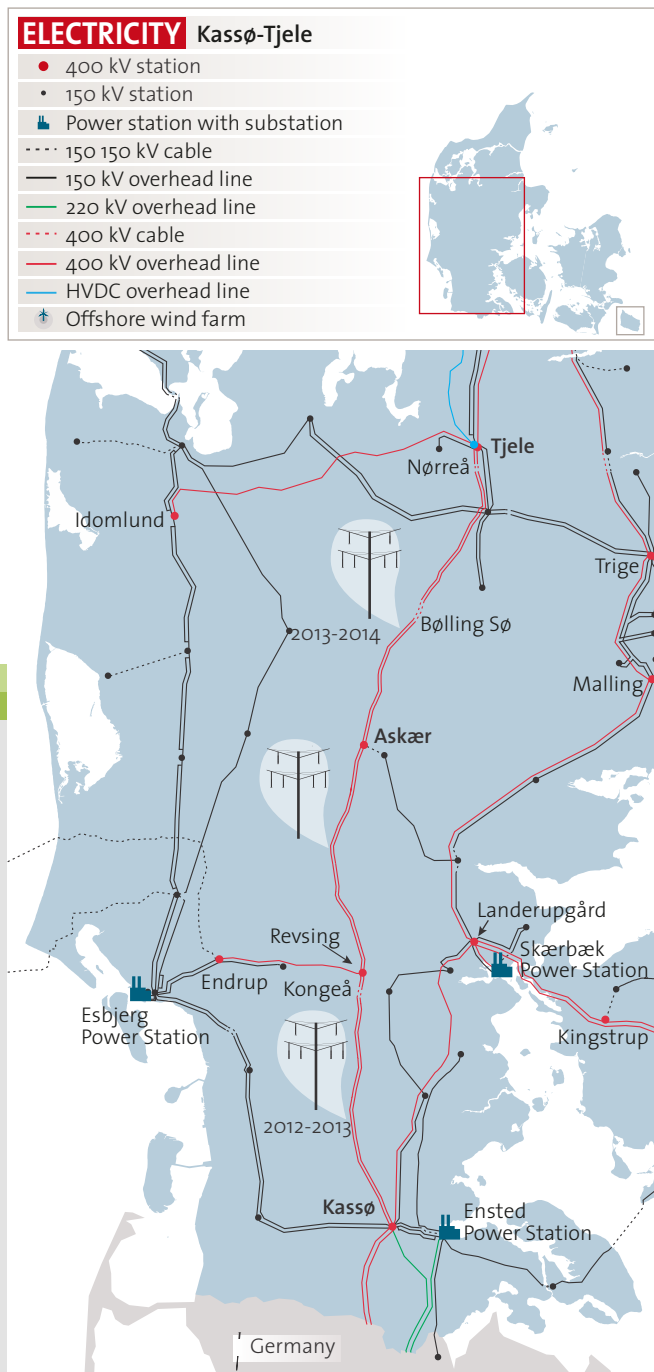 ELECTRICITY Kassø-Tjele
400 kV station
150 kV station
Power station with substation
150 150 kV cable
150 kV overhead line
220 kV overhead line
400 kV cable
400 kV overhead line
HVDC overhead line
Offshore wind farm
Tjele
Nørreå
Idomlund
Trige
Bølling Sø
2013-2014
Malling
Askær
Landerupgård
Revsing
Skærbæk
Power Station
Endrup
Kongeå
Esbjerg
Power Station
Kingstrup
2012-2013
Kassø
Ensted
Power Station
Germany